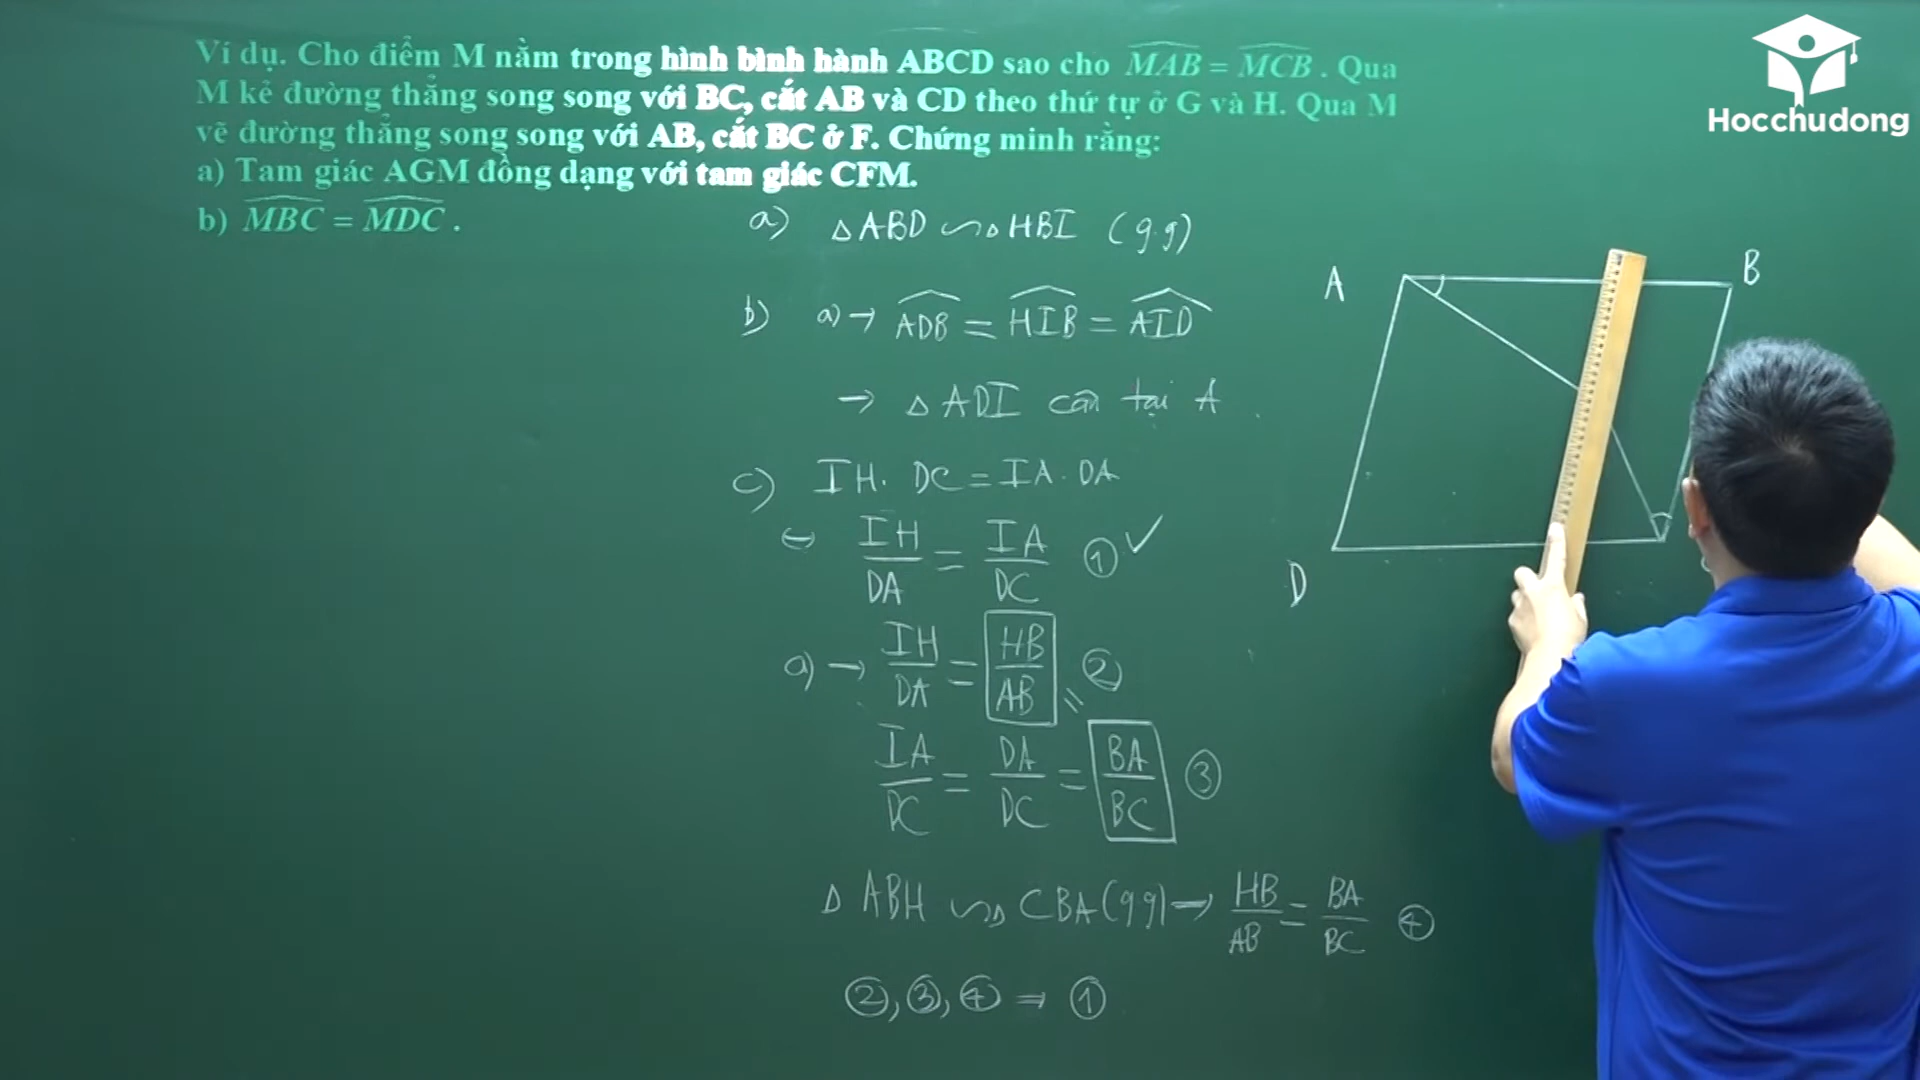 Ví dụ. Cho điểm M nằm trong hình bình hành ABCD sao cho MAB = MCB . Qua
M kẻ đường thẳng song song với BC, cắt AB và CD theo thứ tự ở G và H. Qua M
vẽ đường thẳng song song với AB, cắt BC ở F. Chứng minh rằng:
a) Tam giác AGM đồng dạng với tam giác CFM.
b) MBC = MDC .
Hocchudong
a) △ABD ∽△HBI (g.g)
b) a) → ADB = HIB = AID
→ △ADI cân tại A.
c) IH. DC = IA. DA
⇔ IH/DA = IA/DC ① ✓
a) → IH/DA = HB/AB ②
IA/DC = DA/DC = BA/BC ③
△ABH ∽△CBA (g.g) → HB/AB = BA/BC ④
②, ③, ④ ⇒ ①
A
B
D